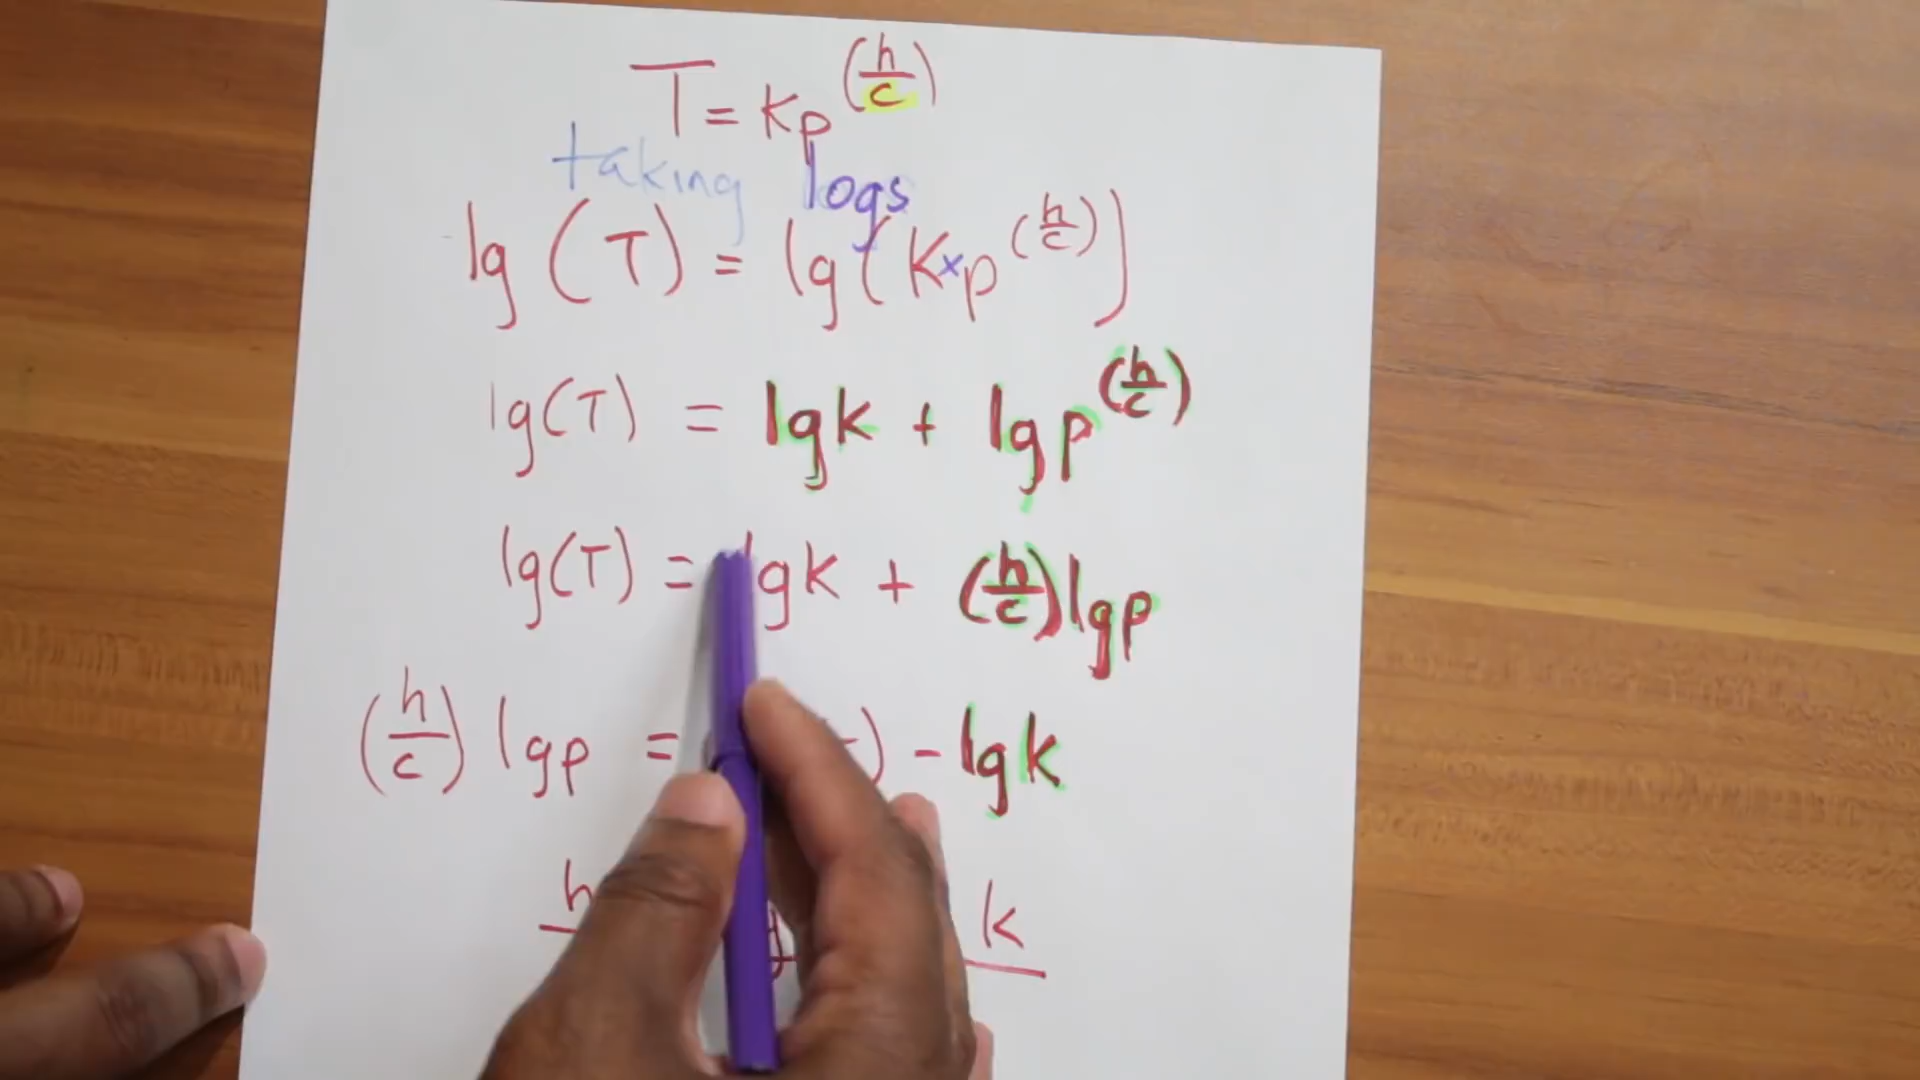 T = kp^(h/c)
taking logs
lg (T) = lg(K×p^(h/c))
lg(T) = lgk + lgp^(h/c)
lg(T) = lgk + (h/c)lgp
(h/c) lgp = ) - lgk
h k